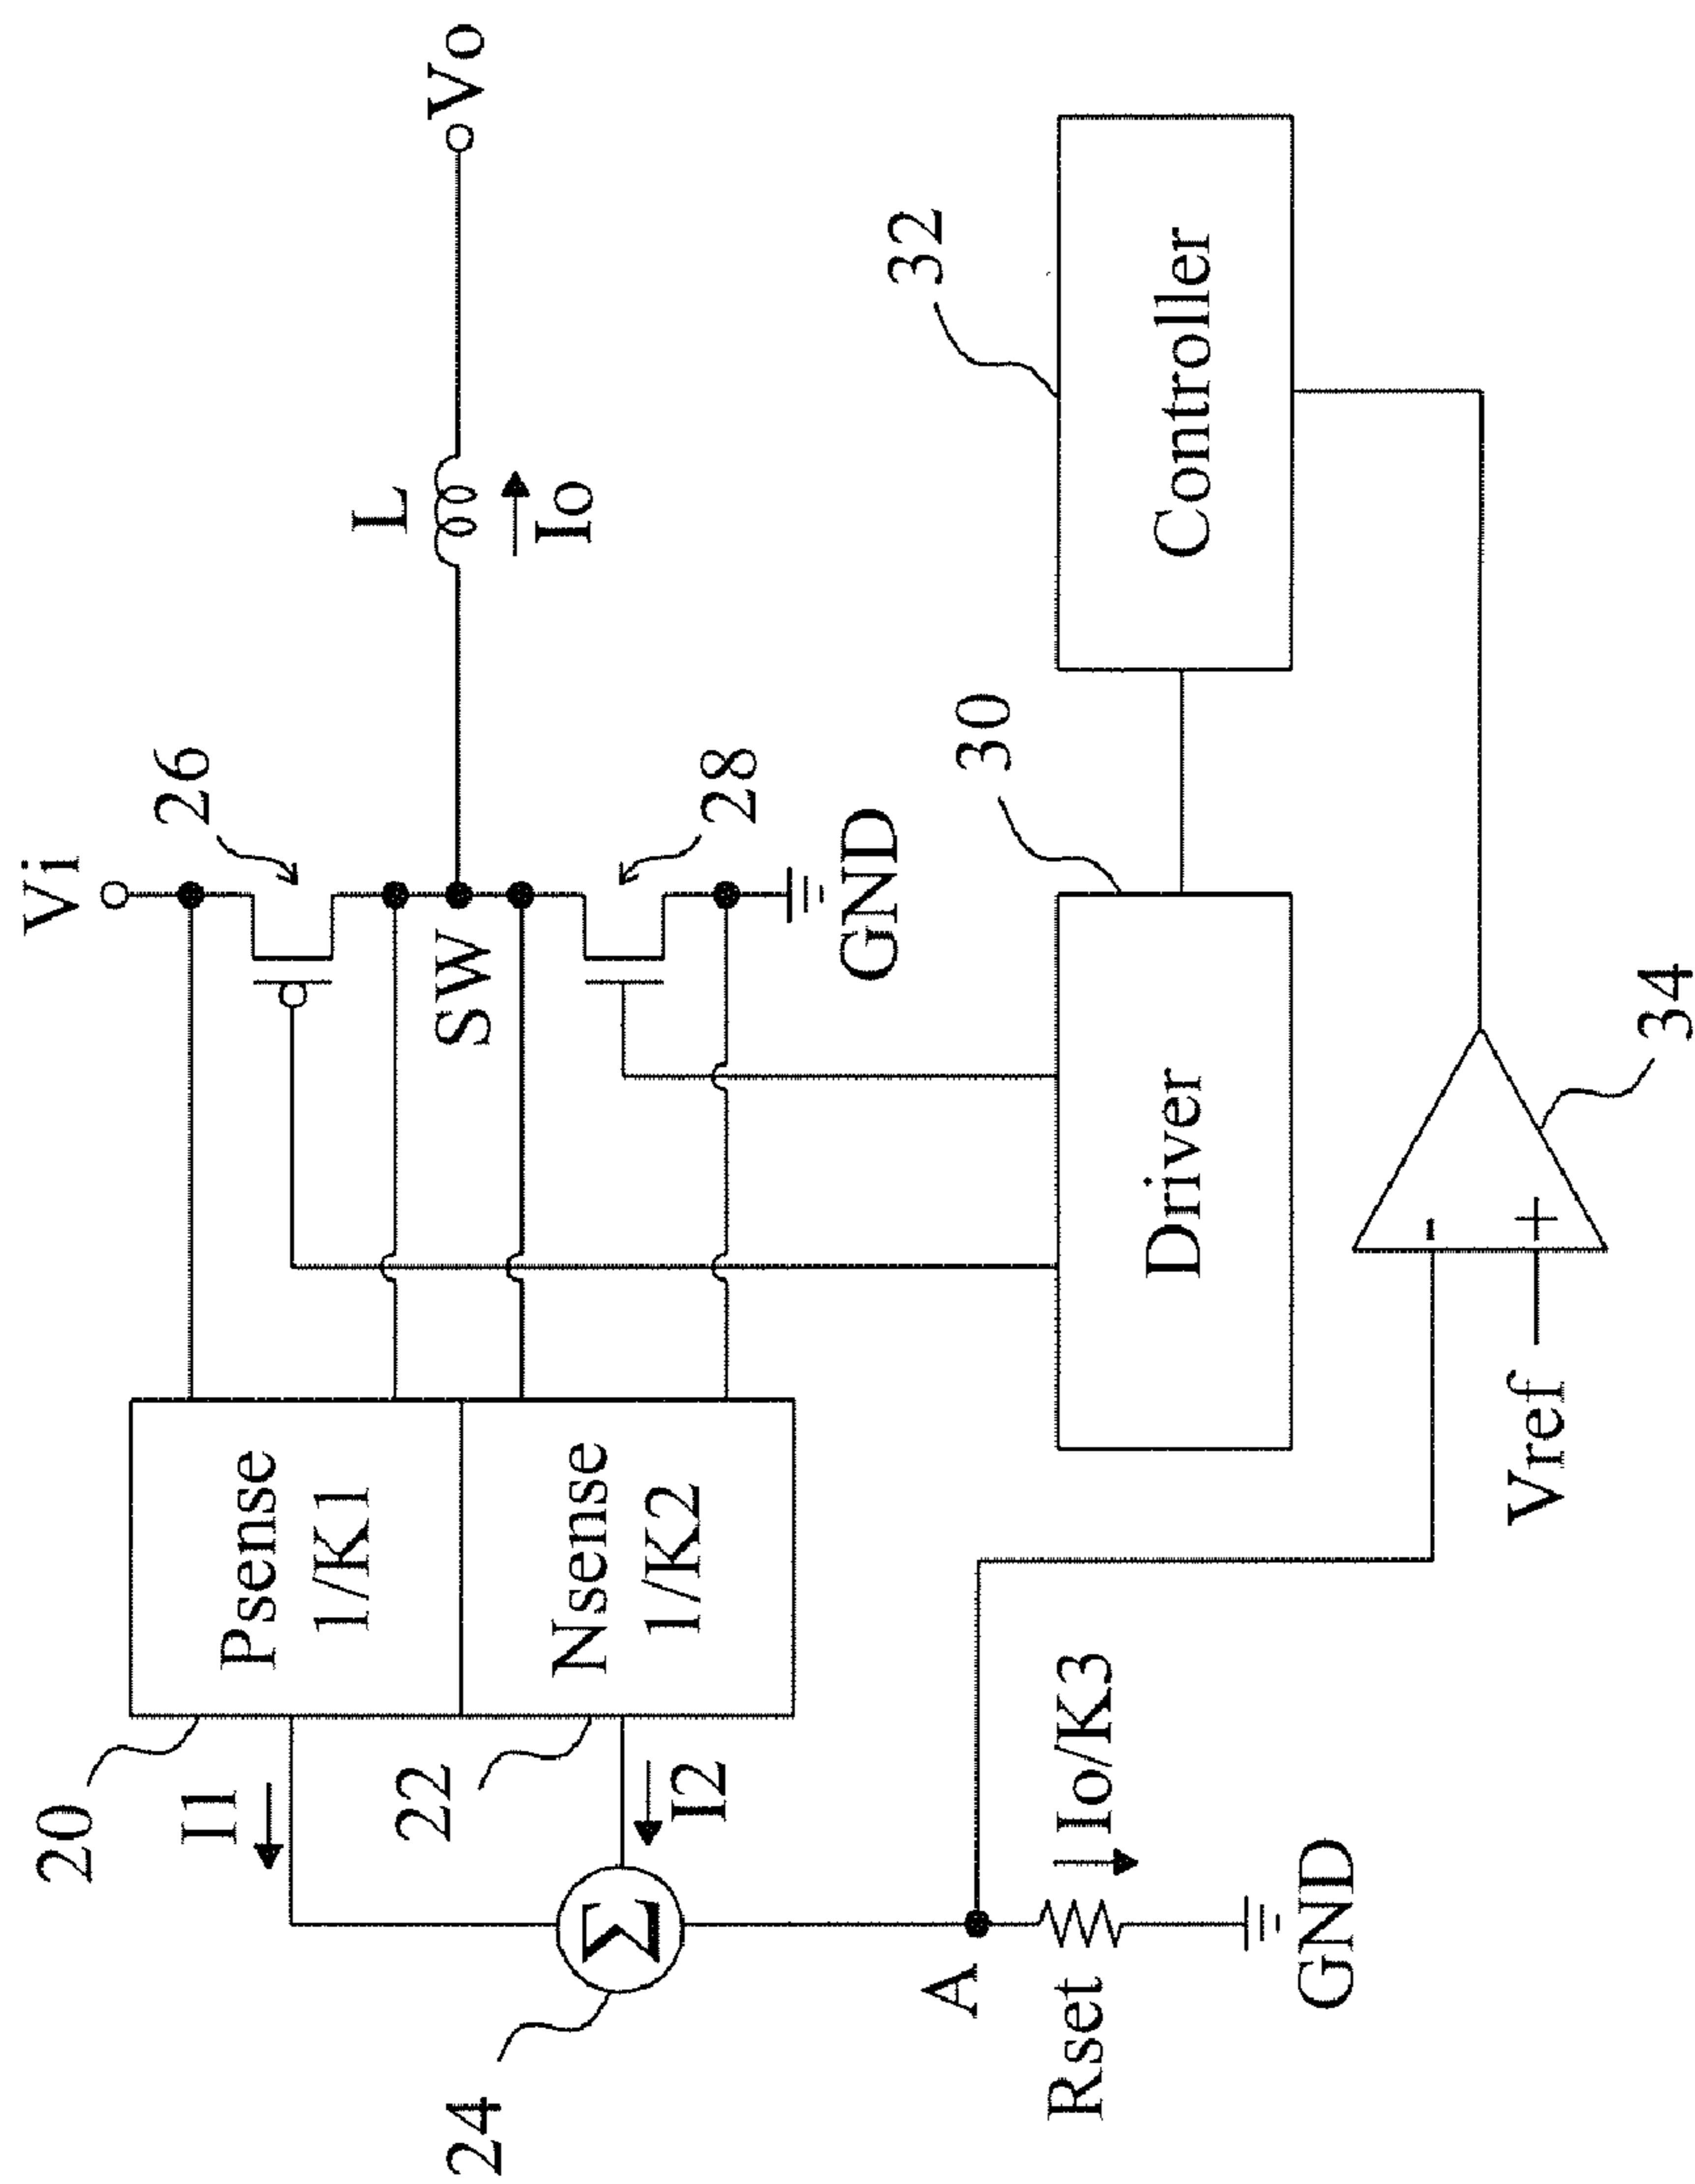 Vi
26
20
Psense
1/K1
I1
L
Vo
SW
Io
22
Nsense
1/K2
I2
28
24
Σ
GND
A
Io/K3
30
32
Rset
Driver
Controller
GND
-
+
Vref
34